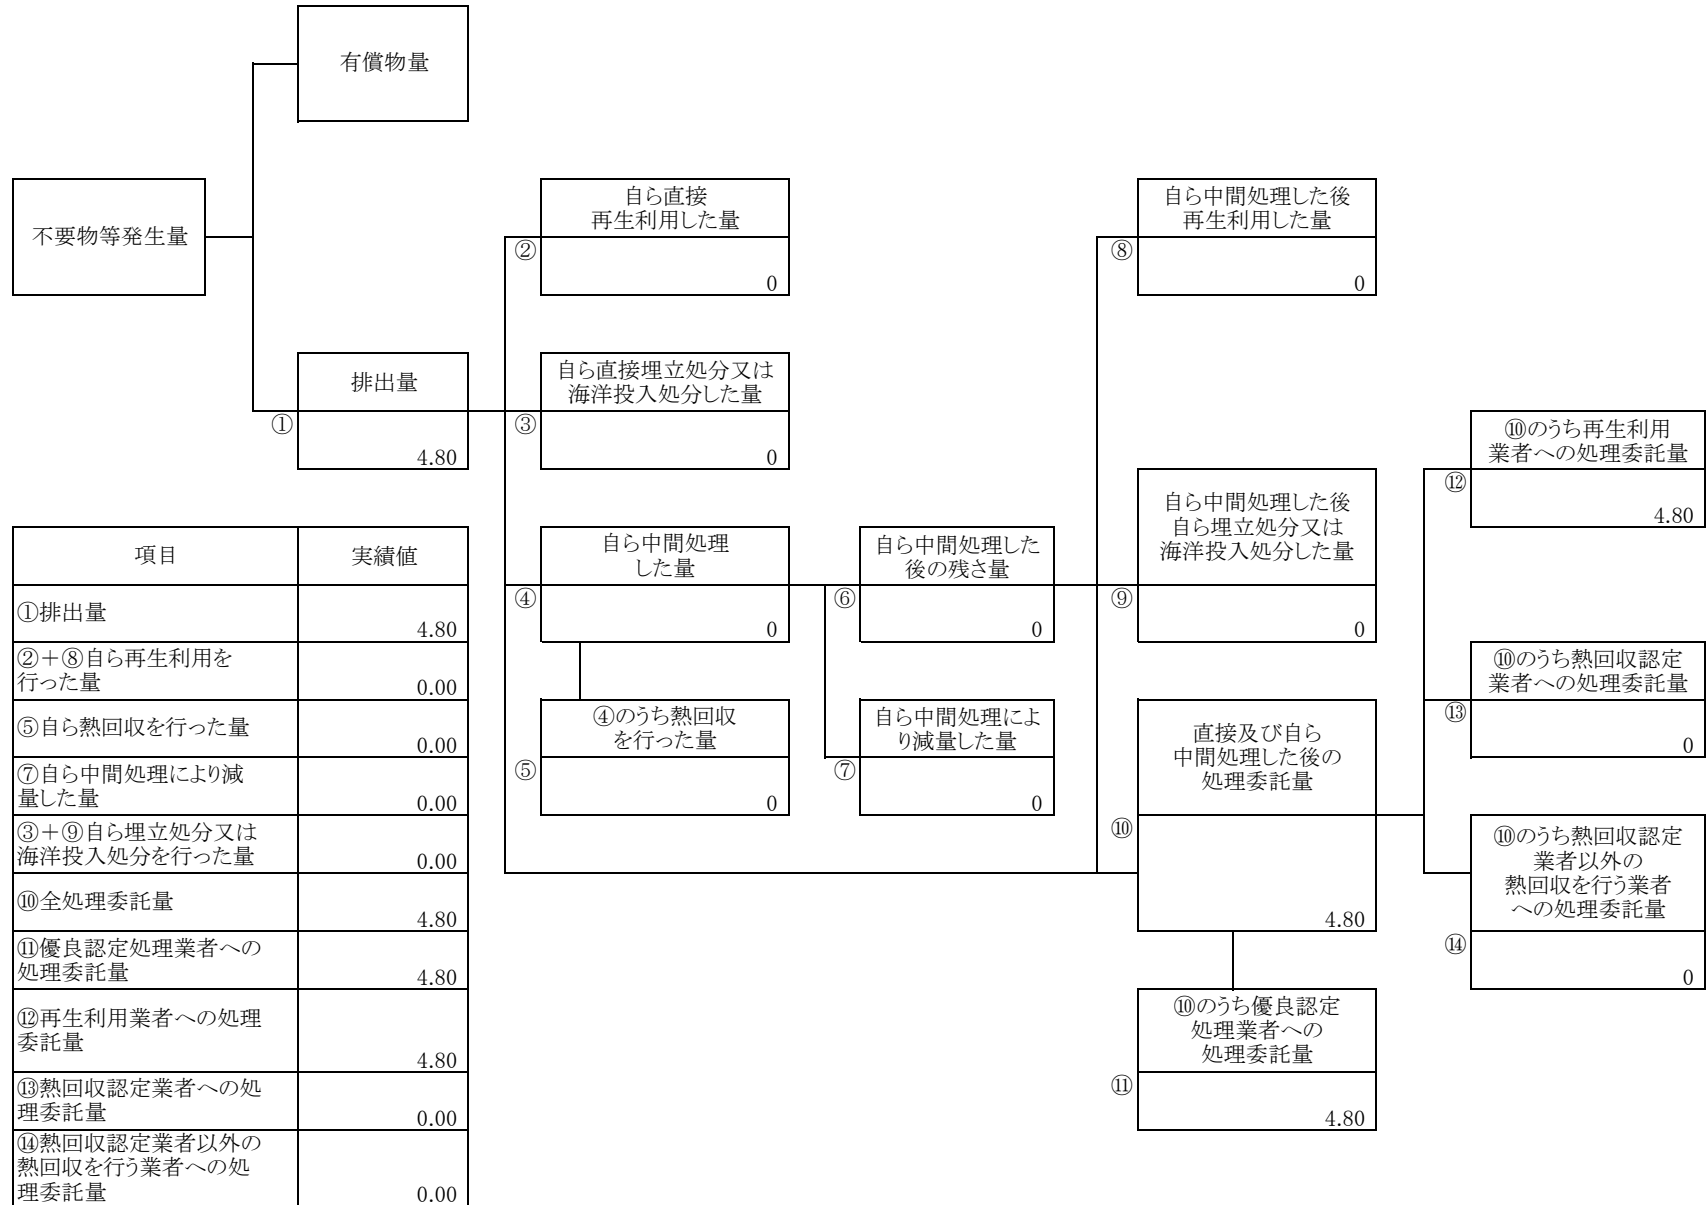 有償物量
不要物等発生量
自ら直接
再生利用した量
②
0
自ら中間処理した後
再生利用した量
⑧
0
排出量
①
4.80
自ら直接埋立処分又は
海洋投入処分した量
③
0
⑩のうち再生利用
業者への処理委託量
⑫
4.80
自ら中間処理した後
自ら埋立処分又は
海洋投入処分した量
⑨
0
自ら中間処理
した量
④
0
自ら中間処理した
後の残さ量
⑥
0
⑩のうち熱回収認定
業者への処理委託量
⑬
0
④のうち熱回収
を行った量
⑤
0
自ら中間処理によ
り減量した量
⑦
0
直接及び自ら
中間処理した後の
処理委託量
⑩
4.80
⑩のうち熱回収認定
業者以外の
熱回収を行う業者
への処理委託量
⑭
0
⑩のうち優良認定
処理業者への
処理委託量
⑪
4.80
項目 実績値
①排出量
4.80
②＋⑧自ら再生利用を
行った量 0.00
⑤自ら熱回収を行った量
0.00
⑦自ら中間処理により減
量した量 0.00
③＋⑨自ら埋立処分又は
海洋投入処分を行った量 0.00
⑩全処理委託量
4.80
⑪優良認定処理業者への
処理委託量 4.80
⑫再生利用業者への処理
委託量
4.80
⑬熱回収認定業者への処
理委託量 0.00
⑭熱回収認定業者以外の
熱回収を行う業者への処
理委託量 0.00